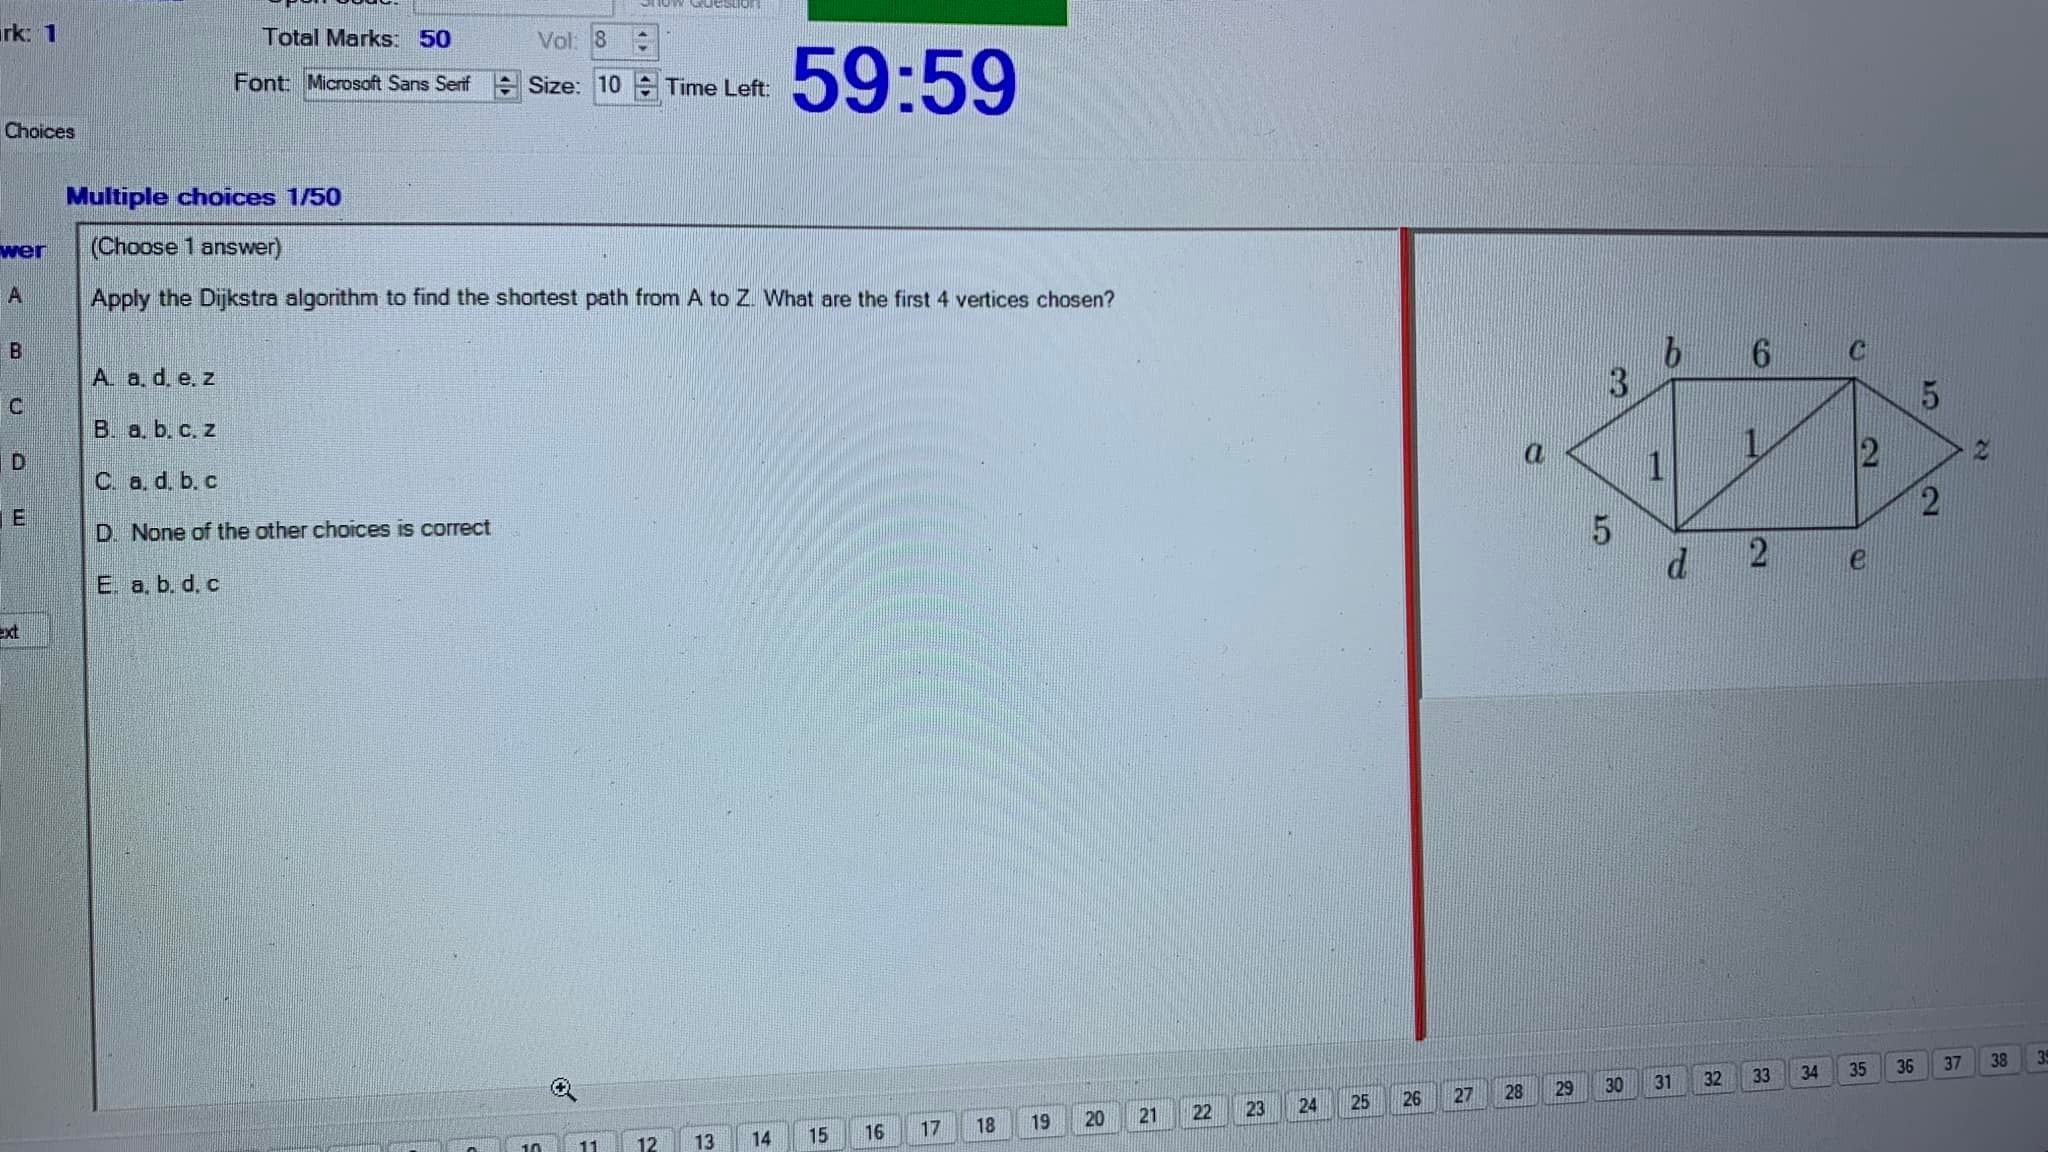 rk: 1
Total Marks: 50
Vol: 8
Show Question
Font: Microsoft Sans Serif Size: 10 Time Left: 59:59
Choices
Multiple choices 1/50
wer
(Choose 1 answer)
Apply the Dijkstra algorithm to find the shortest path from A to Z. What are the first 4 vertices chosen?
A
B
C
D
E
A. a, d, e, z
B. a, b, c, z
C. a, d, b, c
D. None of the other choices is correct
E. a, b, d, c
ext
b 6 c
3 5
a 1 1 2 z
5 2
d 2 e
10 11 12 13 14 15 16 17 18 19 20 21 22 23 24 25 26 27 28 29 30 31 32 33 34 35 36 37 38